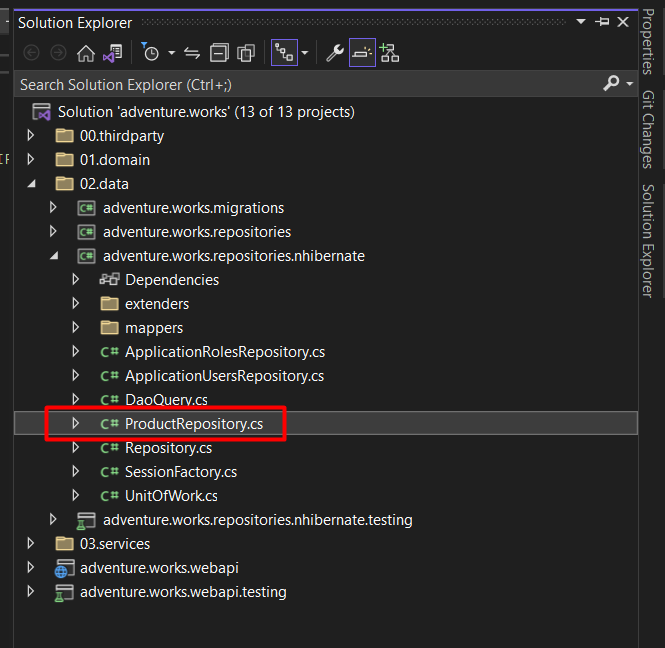 Solution Explorer
Search Solution Explorer (Ctrl+;)
Solution 'adventure.works' (13 of 13 projects)
00.thirdparty
01.domain
02.data
C# adventure.works.migrations
C# adventure.works.repositories
C# adventure.works.repositories.nhibernate
Dependencies
extenders
mappers
C# ApplicationRolesRepository.cs
C# ApplicationUsersRepository.cs
C# DaoQuery.cs
C# ProductRepository.cs
C# Repository.cs
C# SessionFactory.cs
C# UnitOfWork.cs
adventure.works.repositories.nhibernate.testing
03.services
adventure.works.webapi
adventure.works.webapi.testing
Properties
Git Changes
Solution Explorer